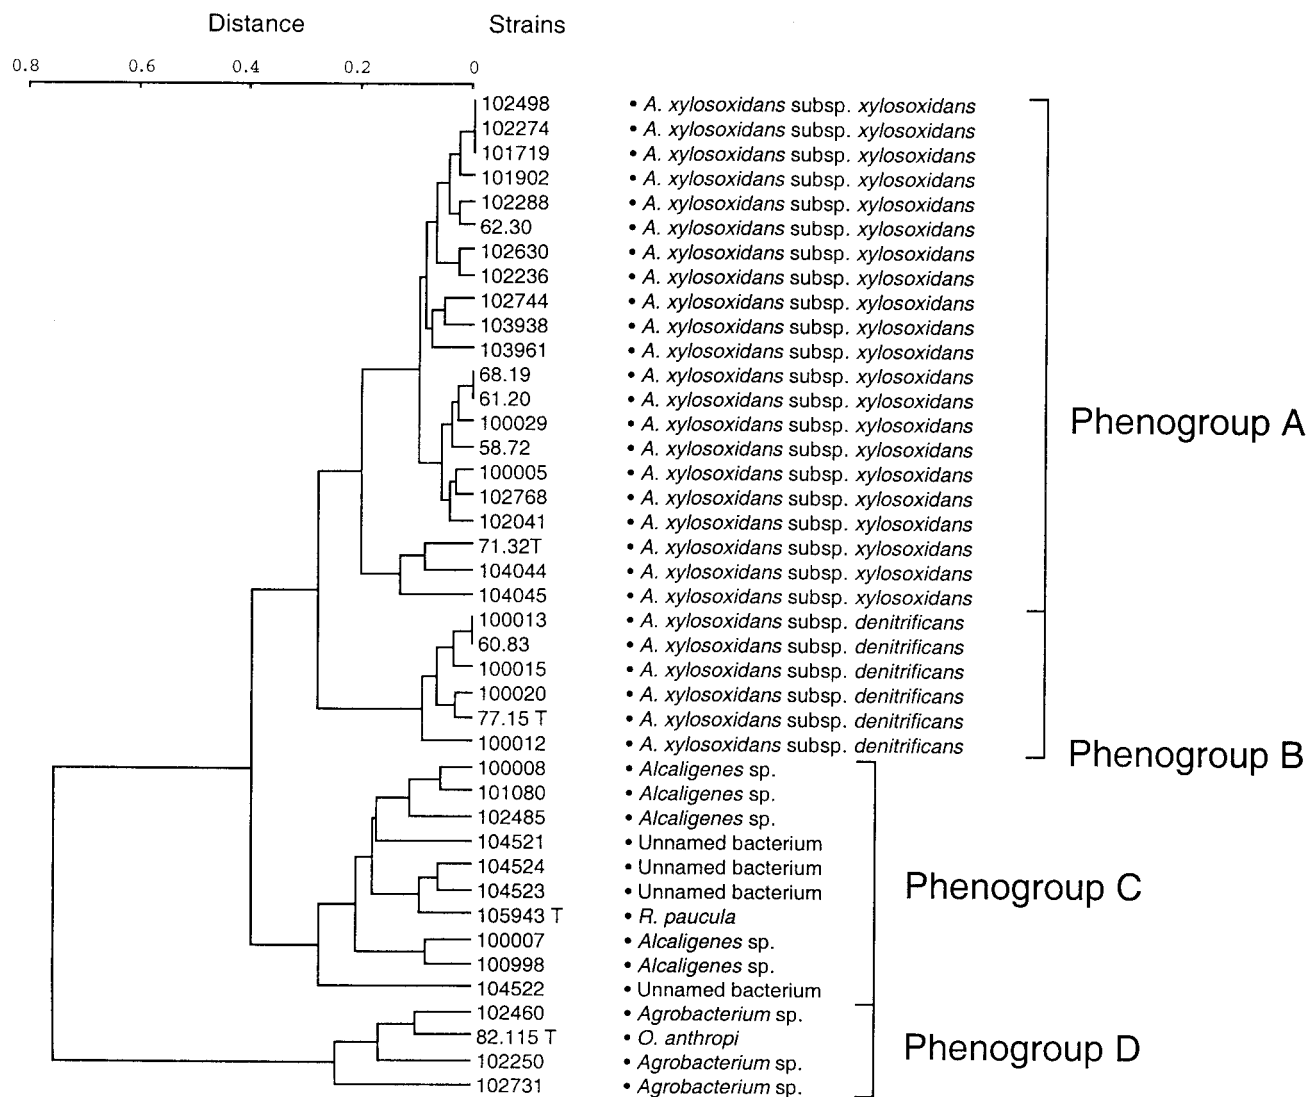 Distance Strains
0.8 0.6 0.4 0.2 0
102498 • A. xylosoxidans subsp. xylosoxidans
102274 • A. xylosoxidans subsp. xylosoxidans
101719 • A. xylosoxidans subsp. xylosoxidans
101902 • A. xylosoxidans subsp. xylosoxidans
102288 • A. xylosoxidans subsp. xylosoxidans
62.30 • A. xylosoxidans subsp. xylosoxidans
102630 • A. xylosoxidans subsp. xylosoxidans
102236 • A. xylosoxidans subsp. xylosoxidans
102744 • A. xylosoxidans subsp. xylosoxidans
103938 • A. xylosoxidans subsp. xylosoxidans
103961 • A. xylosoxidans subsp. xylosoxidans
68.19 • A. xylosoxidans subsp. xylosoxidans
61.20 • A. xylosoxidans subsp. xylosoxidans
100029 • A. xylosoxidans subsp. xylosoxidans
Phenogroup A
58.72 • A. xylosoxidans subsp. xylosoxidans
100005 • A. xylosoxidans subsp. xylosoxidans
102768 • A. xylosoxidans subsp. xylosoxidans
102041 • A. xylosoxidans subsp. xylosoxidans
71.32T • A. xylosoxidans subsp. xylosoxidans
104044 • A. xylosoxidans subsp. xylosoxidans
104045 • A. xylosoxidans subsp. xylosoxidans
100013 • A. xylosoxidans subsp. denitrificans
60.83 • A. xylosoxidans subsp. denitrificans
100015 • A. xylosoxidans subsp. denitrificans
100020 • A. xylosoxidans subsp. denitrificans
77.15 T • A. xylosoxidans subsp. denitrificans
100012 • A. xylosoxidans subsp. denitrificans
Phenogroup B
100008 • Alcaligenes sp.
101080 • Alcaligenes sp.
102485 • Alcaligenes sp.
104521 • Unnamed bacterium
104524 • Unnamed bacterium
104523 • Unnamed bacterium
Phenogroup C
105943 T • R. paucula
100007 • Alcaligenes sp.
100998 • Alcaligenes sp.
104522 • Unnamed bacterium
102460 • Agrobacterium sp.
82.115 T • O. anthropi
Phenogroup D
102250 • Agrobacterium sp.
102731 • Agrobacterium sp.